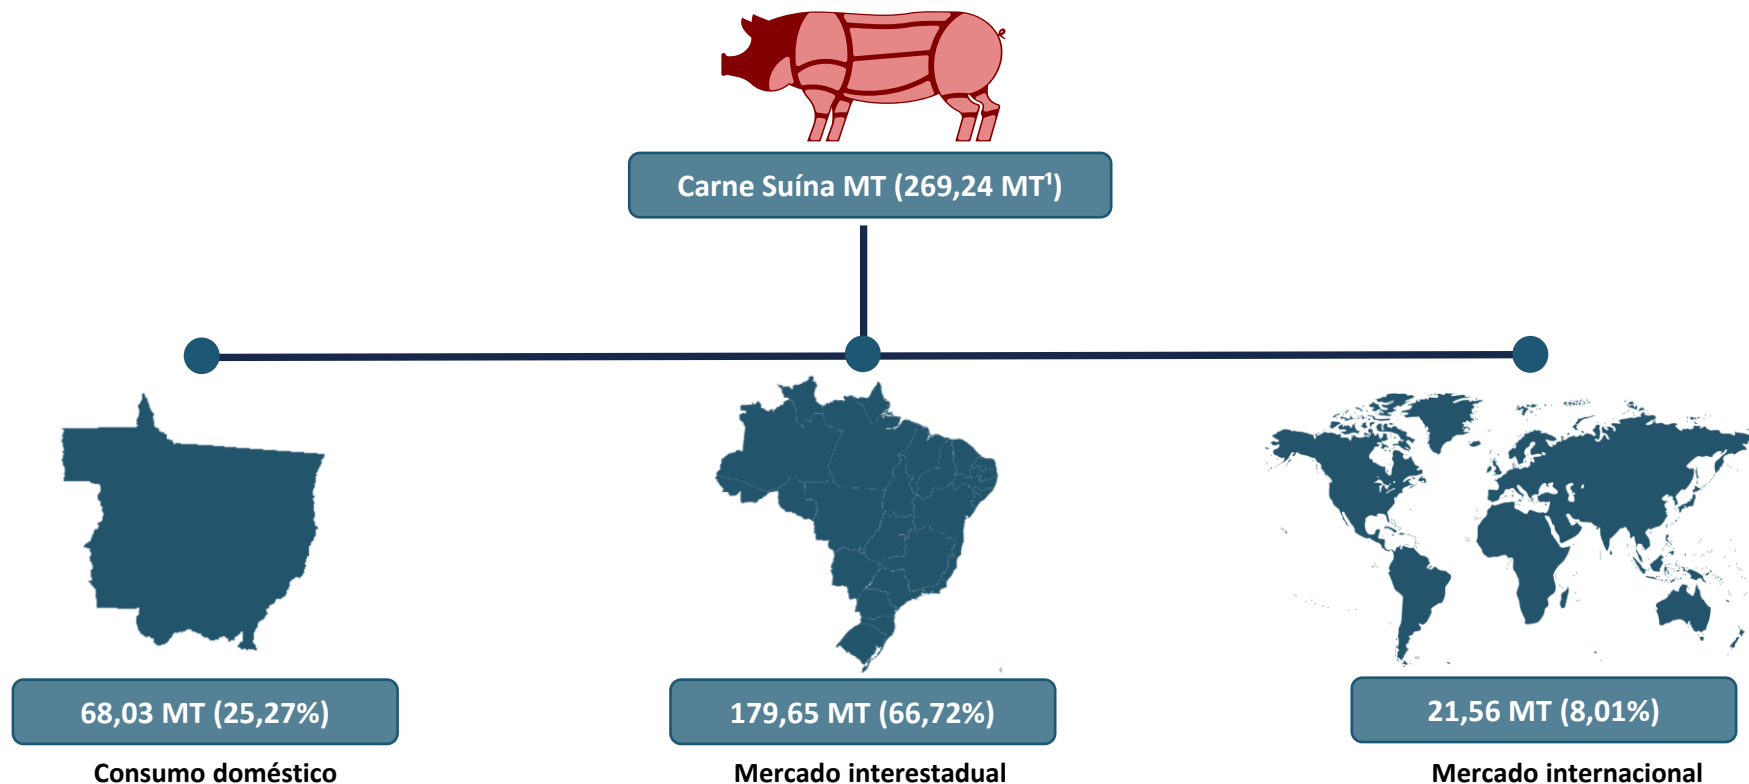 Carne Suína MT (269,24 MT¹)
68,03 MT (25,27%)
179,65 MT (66,72%)
21,56 MT (8,01%)
Consumo doméstico
Mercado interestadual
Mercado internacional